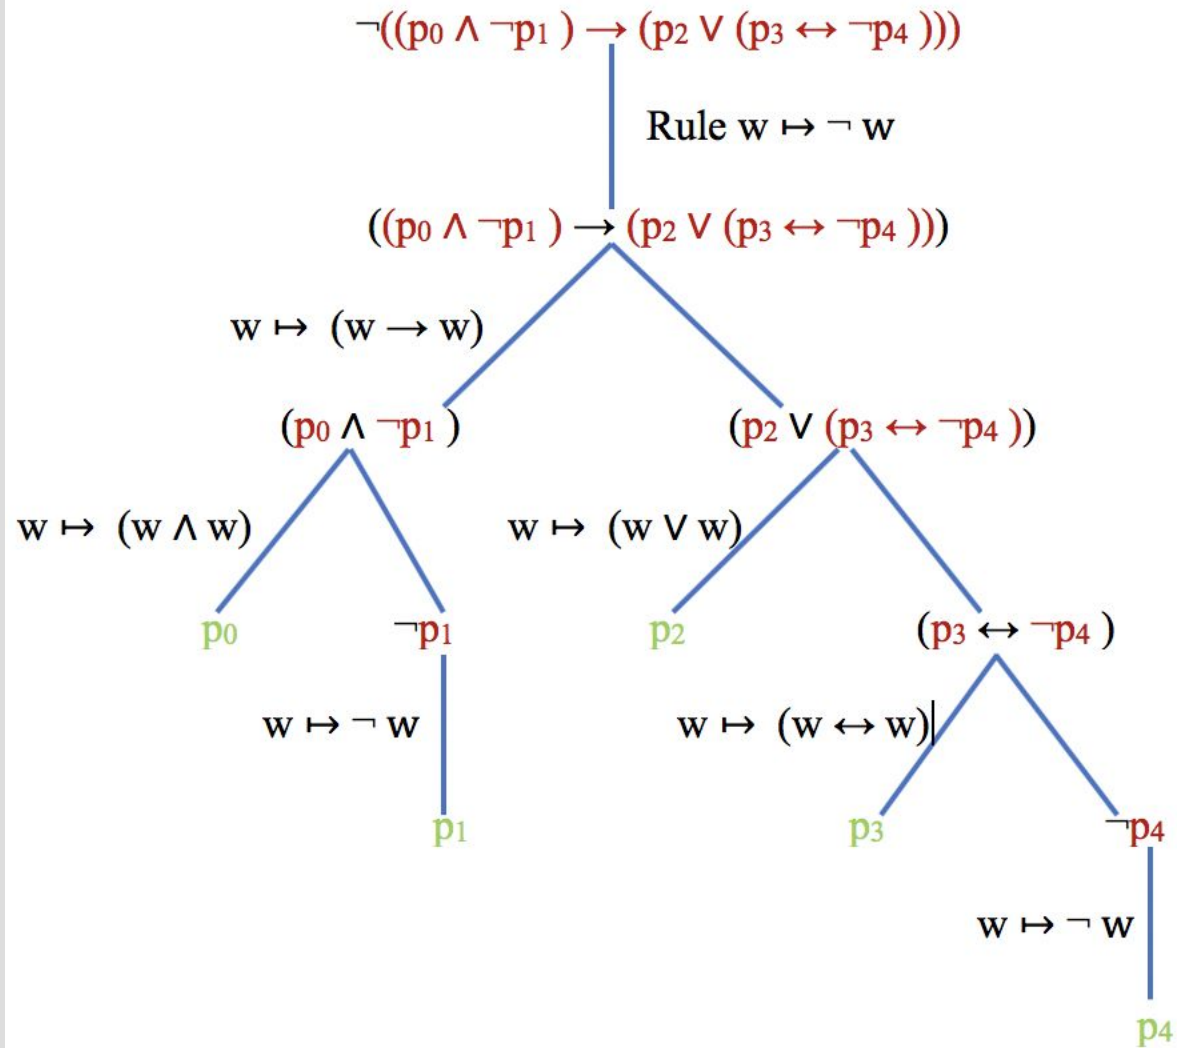 ¬((p0 ∧ ¬p1 ) → (p2 ∨ (p3 ↔ ¬p4 )))
Rule w ↦ ¬ w
((p0 ∧ ¬p1 ) → (p2 ∨ (p3 ↔ ¬p4 )))
w ↦ (w → w)
(p0 ∧ ¬p1 ) (p2 ∨ (p3 ↔ ¬p4 ))
w ↦ (w ∧ w) w ↦ (w ∨ w)
p0 ¬p1 p2 (p3 ↔ ¬p4 )
w ↦ ¬ w w ↦ (w ↔ w)
p1 p3 ¬p4
w ↦ ¬ w
p4